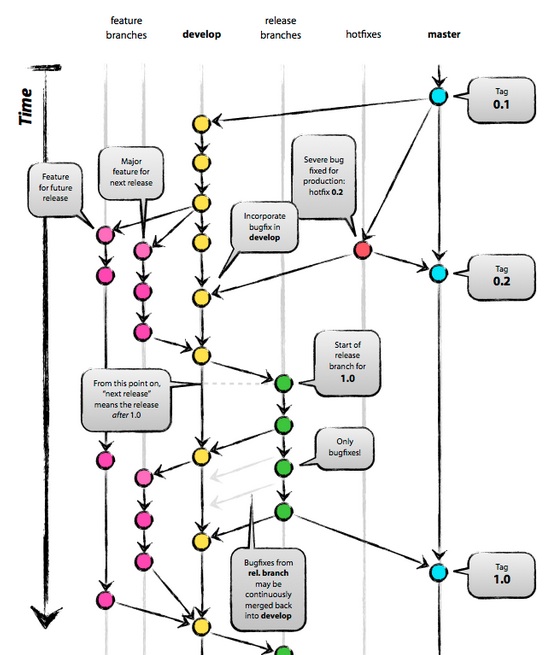 feature
branches
develop
release
branches
hotfixes
master
Time
Tag
0.1
Major
feature for
next release
Feature
for future
release
Severe bug
fixed for
production:
hotfix 0.2
Incorporate
bugfix in
develop
Tag
0.2
Start of
release
branch for
1.0
From this point on,
“next release”
means the release
after 1.0
Only
bugfixes!
Bugfixes from
rel. branch
may be
continuously
merged back
into develop
Tag
1.0